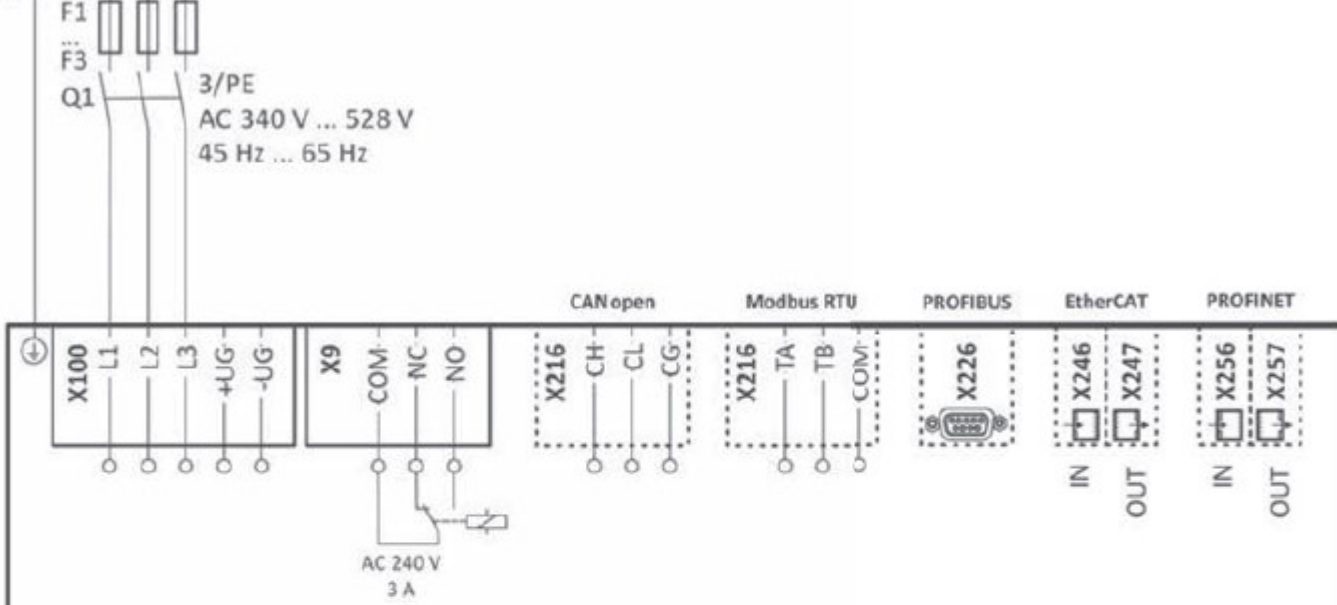 F1
...
F3
Q1
3/PE
AC 340 V ... 528 V
45 Hz ... 65 Hz
CANopen
Modbus RTU
PROFIBUS
EtherCAT
PROFINET
X100
L1
L2
L3
+UG
-UG
X9
COM
NC
NO
X216
CH
CL
CG
X216
TA
TB
COM
X226
X246
X247
X256
X257
IN
OUT
IN
OUT
AC 240 V
3 A